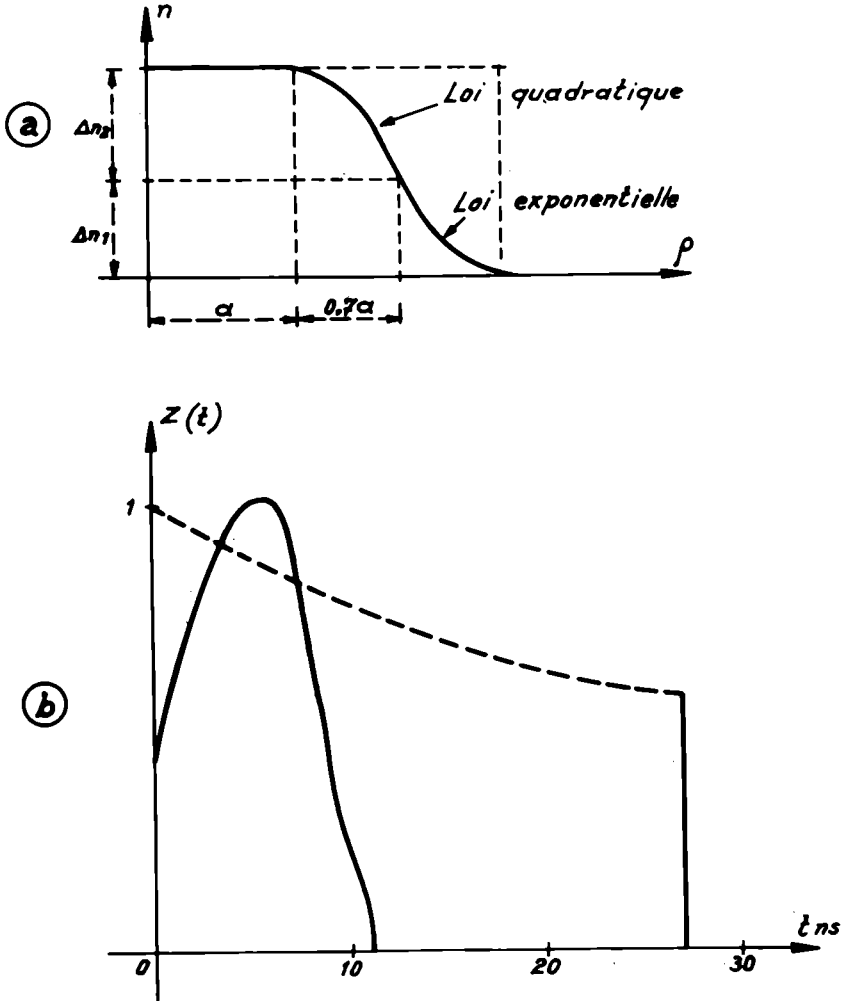 n
a
Δn2
Δn1
Loi quadratique
Loi exponentielle
ρ
a
0.7a
Z(t)
1
b
0
10
20
30
t ns